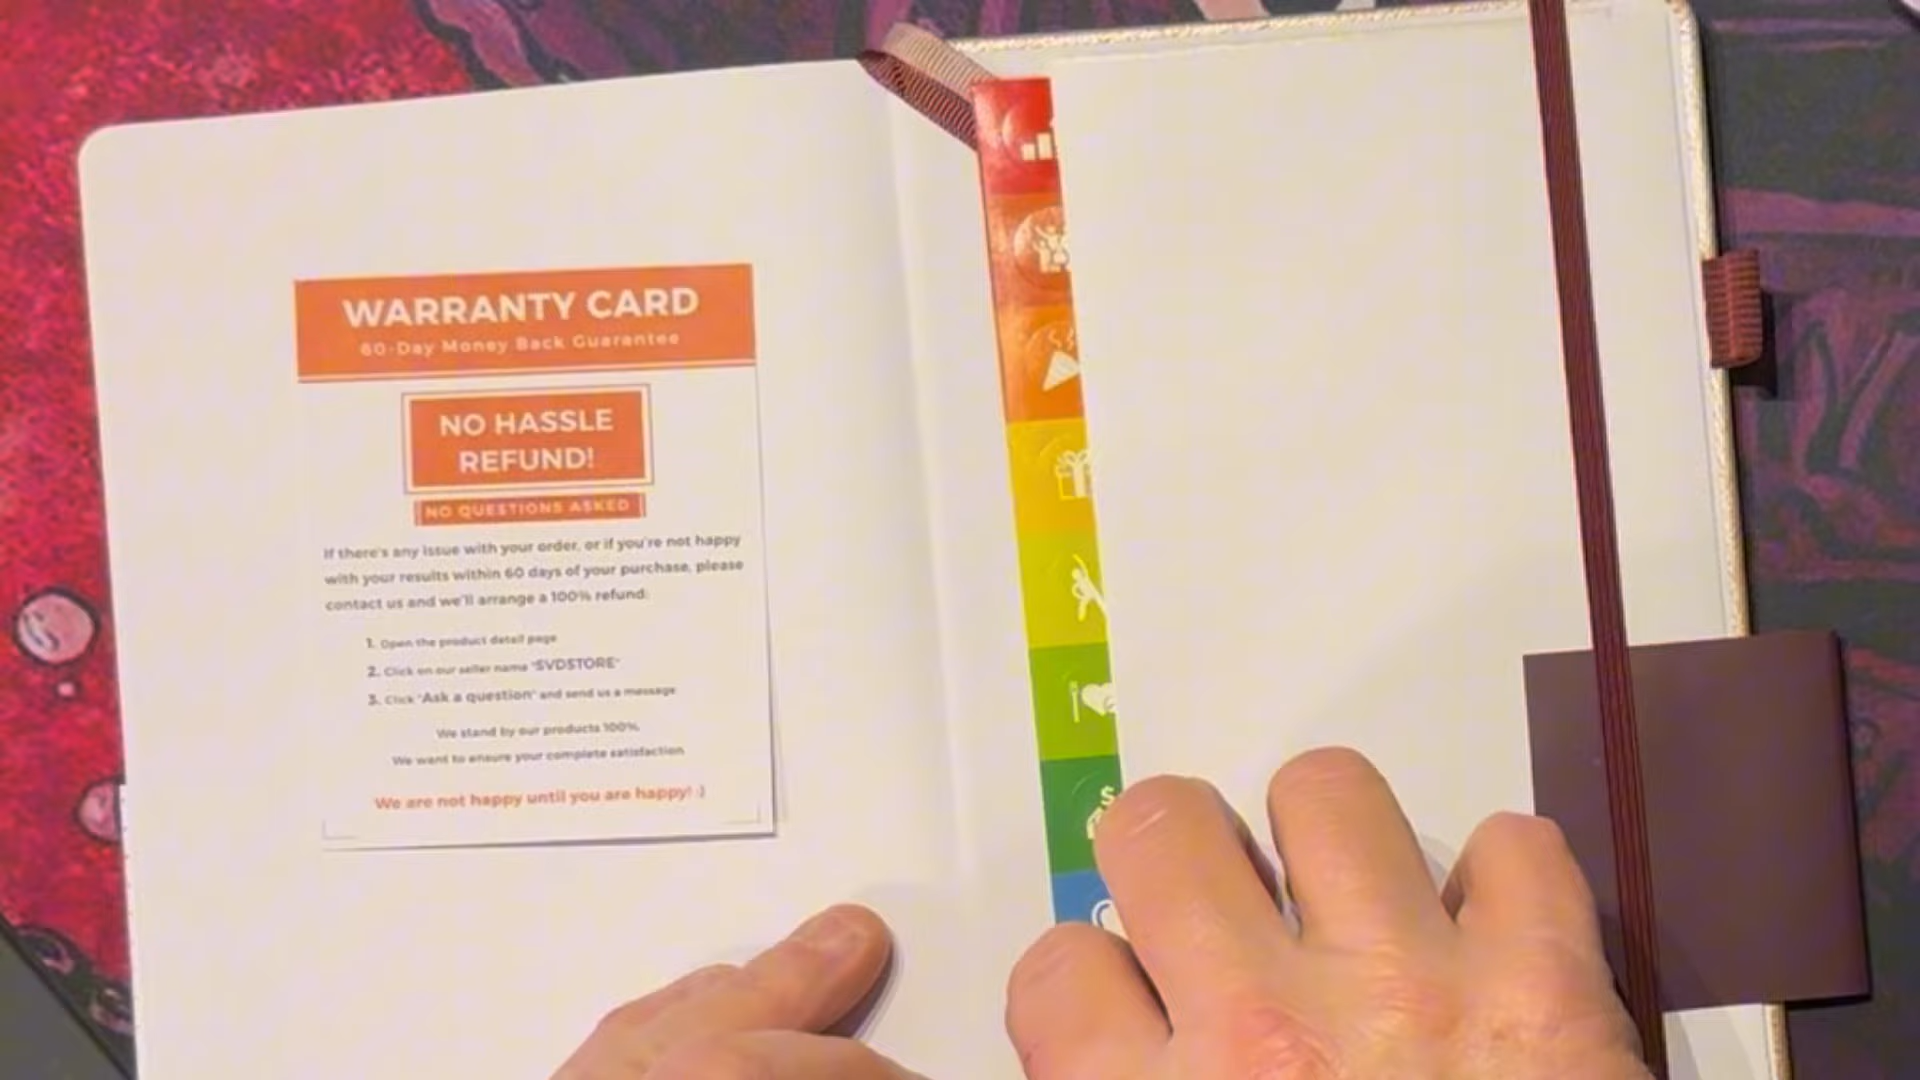 WARRANTY CARD
60-Day Money Back Guarantee
NO HASSLE
REFUND!
NO QUESTIONS ASKED
If there's any issue with your order, or if you're not happy
with your results within 60 days of your purchase, please
contact us and we'll arrange a 100% refund:
1. Open the product detail page
2. Click on our seller name "SVDSTORE"
3. Click "Ask a question" and send us a message
We stand by our products 100%.
We want to ensure your complete satisfaction
We are not happy until you are happy! :)
$